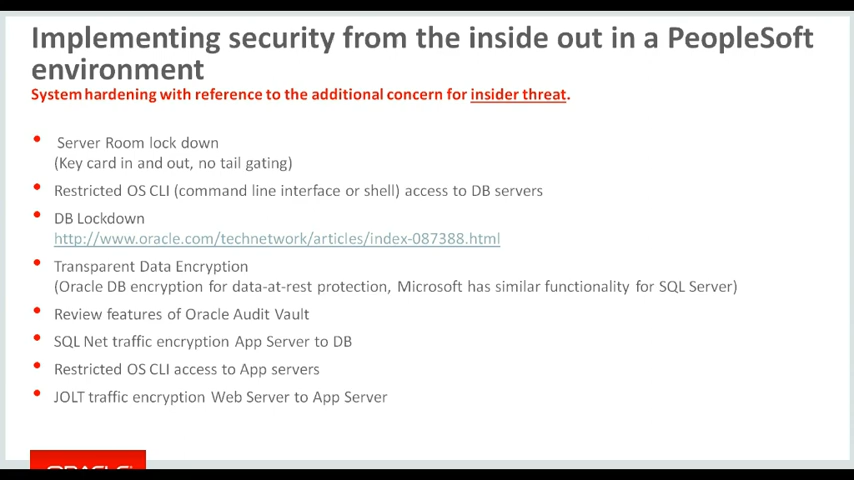 Implementing security from the inside out in a PeopleSoft
environment
System hardening with reference to the additional concern for insider threat.
• Server Room lock down
(Key card in and out, no tail gating)
• Restricted OS CLI (command line interface or shell) access to DB servers
• DB Lockdown
http://www.oracle.com/technetwork/articles/index-087388.html
• Transparent Data Encryption
(Oracle DB encryption for data-at-rest protection, Microsoft has similar functionality for SQL Server)
• Review features of Oracle Audit Vault
• SQL Net traffic encryption App Server to DB
• Restricted OS CLI access to App servers
• JOLT traffic encryption Web Server to App Server
ORACLE